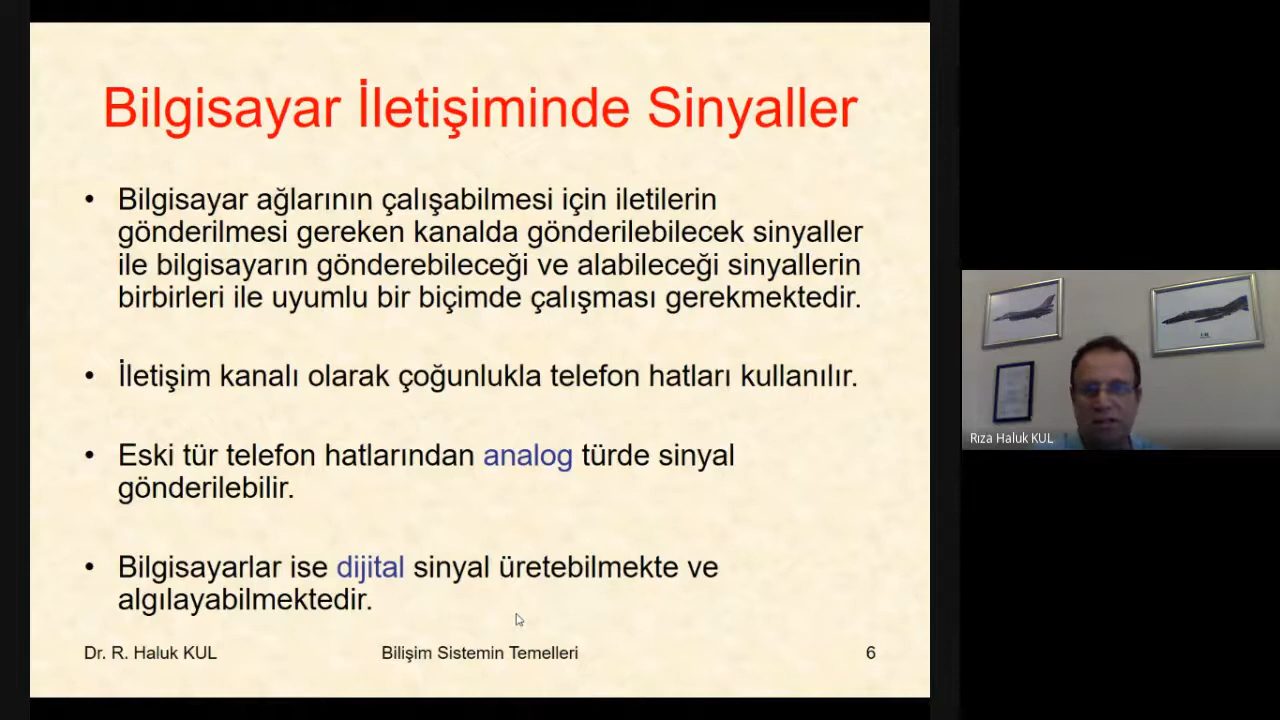 Bilgisayar İletişiminde Sinyaller
• Bilgisayar ağlarının çalışabilmesi için iletilerin
gönderilmesi gereken kanalda gönderilebilecek sinyaller
ile bilgisayarın gönderebileceği ve alabileceği sinyallerin
birbirleri ile uyumlu bir biçimde çalışması gerekmektedir.
• İletişim kanalı olarak çoğunlukla telefon hatları kullanılır.
• Eski tür telefon hatlarından analog türde sinyal
gönderilebilir.
• Bilgisayarlar ise dijital sinyal üretebilmekte ve
algılayabilmektedir.
Dr. R. Haluk KUL
Bilişim Sistemin Temelleri
6
Rıza Haluk KUL